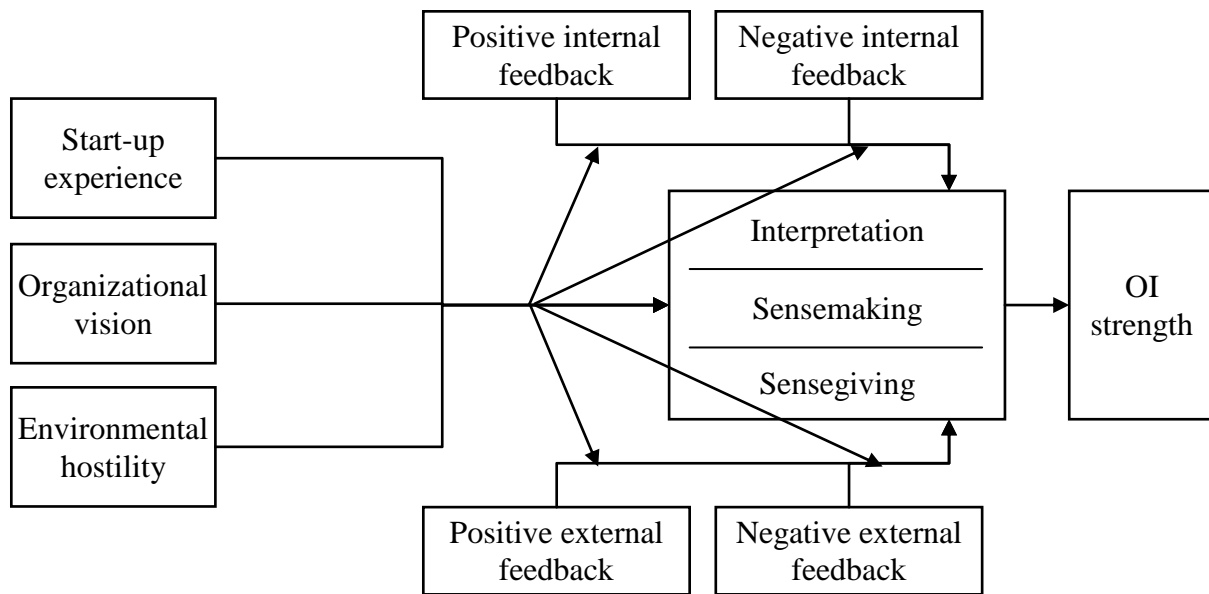 Positive internal
feedback
Negative internal
feedback
Start-up
experience
Organizational
vision
Environmental
hostility
Interpretation
Sensemaking
Sensegiving
OI
strength
Positive external
feedback
Negative external
feedback